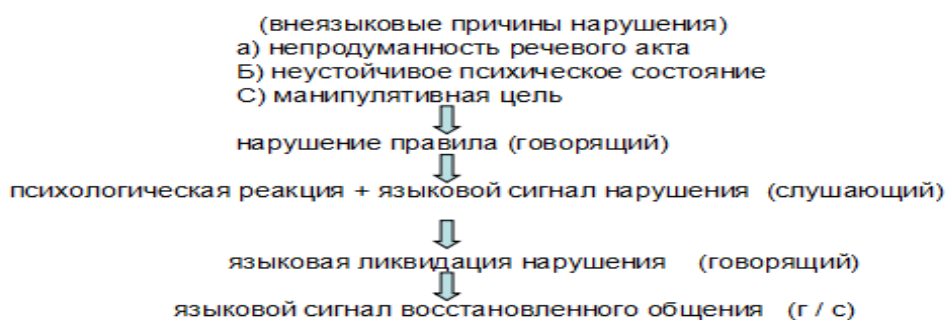 (внеязыковые причины нарушения)
а) непродуманность речевого акта
Б) неустойчивое психическое состояние
С) манипулятивная цель
нарушение правила (говорящий)
психологическая реакция + языковой сигнал нарушения (слушающий)
языковая ликвидация нарушения (говорящий)
языковой сигнал восстановленного общения (г / с)